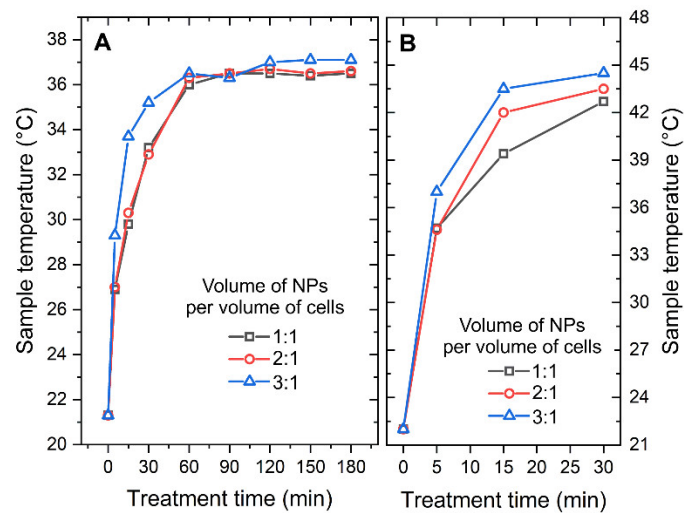 A
Sample temperature (°C)
38
36
34
32
30
28
26
24
22
20
Volume of NPs
per volume of cells
1:1
2:1
3:1
0 30 60 90 120 150 180
Treatment time (min)
B
48
45
42
39
36
33
30
27
24
21
Sample temperature (°C)
Volume of NPs
per volume of cells
1:1
2:1
3:1
0 5 10 15 20 25 30
Treatment time (min)